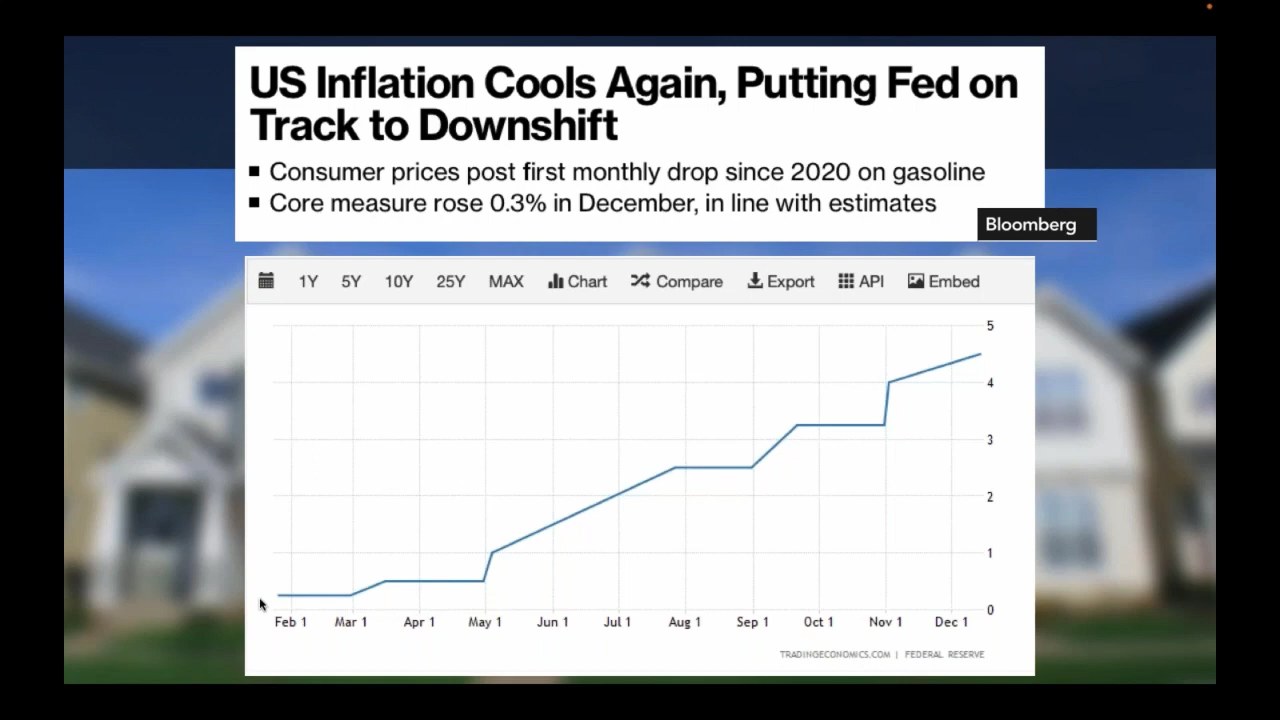 US Inflation Cools Again, Putting Fed on
Track to Downshift
▪ Consumer prices post first monthly drop since 2020 on gasoline
▪ Core measure rose 0.3% in December, in line with estimates
Bloomberg
1Y 5Y 10Y 25Y MAX Chart Compare Export API Embed
5
4
3
2
1
0
Feb 1 Mar 1 Apr 1 May 1 Jun 1 Jul 1 Aug 1 Sep 1 Oct 1 Nov 1 Dec 1
TRADINGECONOMICS.COM | FEDERAL RESERVE